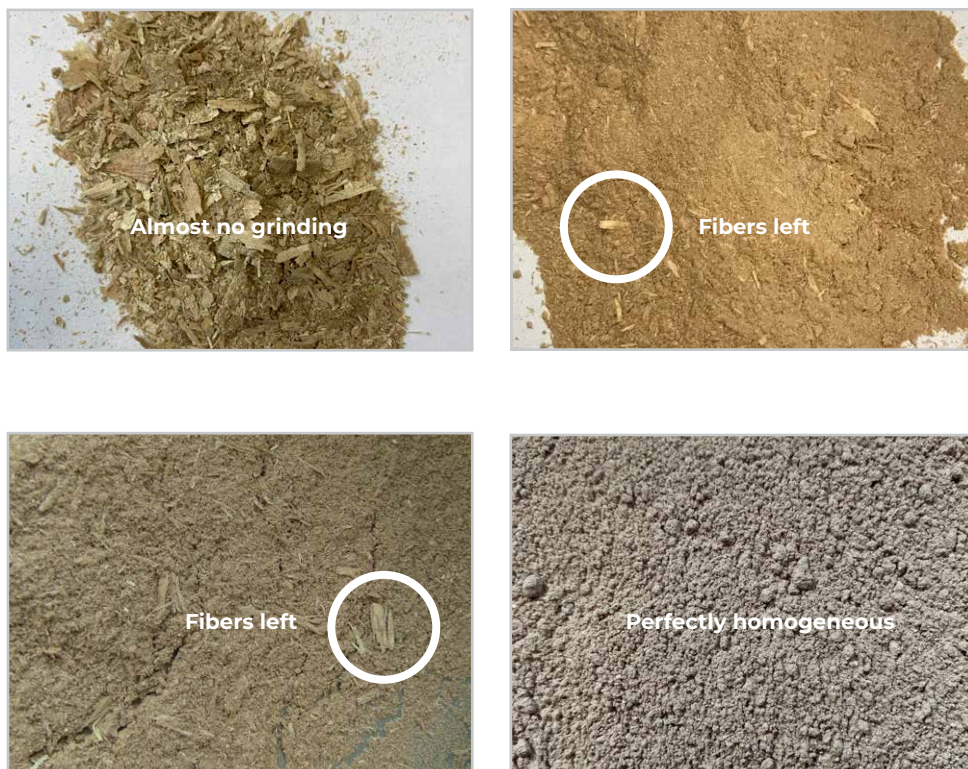 Almost no grinding
Fibers left
Fibers left
Perfectly homogeneous